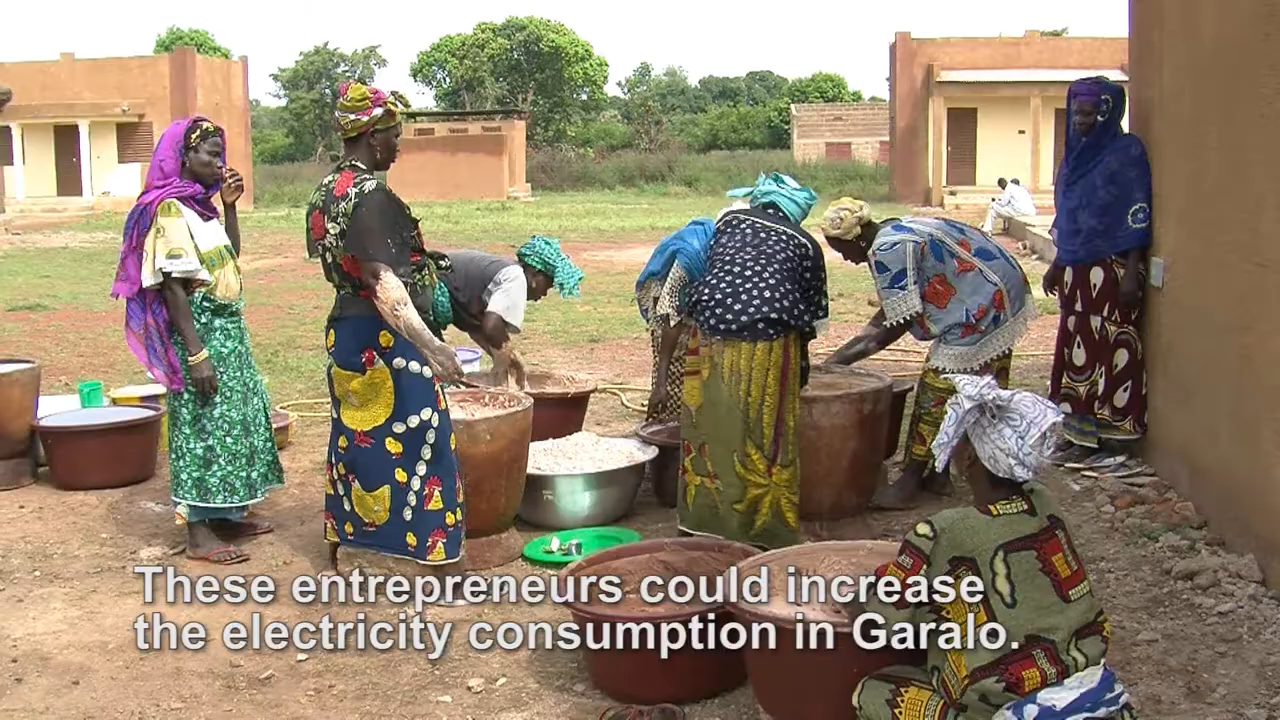 These entrepreneurs could increase
the electricity consumption in Garalo.